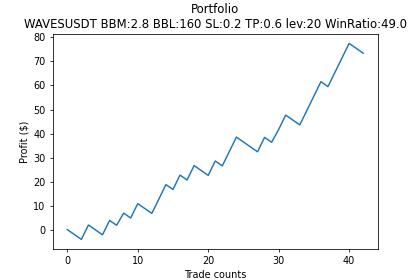 Portfolio
WAVESUSDT BBM:2.8 BBL:160 SL:0.2 TP:0.6 lev:20 WinRatio:49.0
80
70
60
50
40
30
20
10
0
Profit ($)
0 10 20 30 40
Trade counts